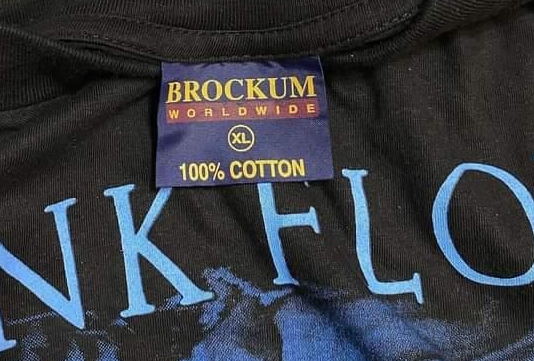 BROCKUM
WORLDWIDE
XL
100% COTTON
NK FLO